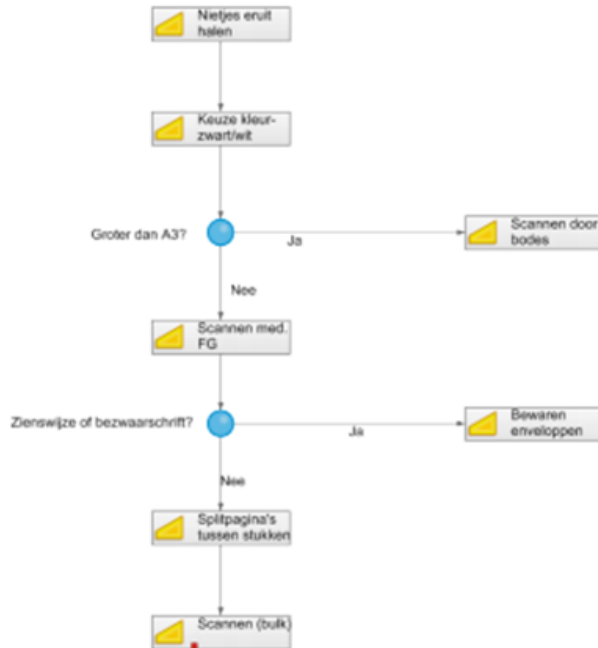 Nietjes eruit
halen
Keuze kleur-
zwart/wit
Groter dan A3?
Ja
Scannen door
bodes
Nee
Scannen med.
FG
Zienswijze of bezwaarschrift?
Ja
Bewaren
enveloppen
Nee
Splitpagina's
tussen stukken
Scannen (bulk)